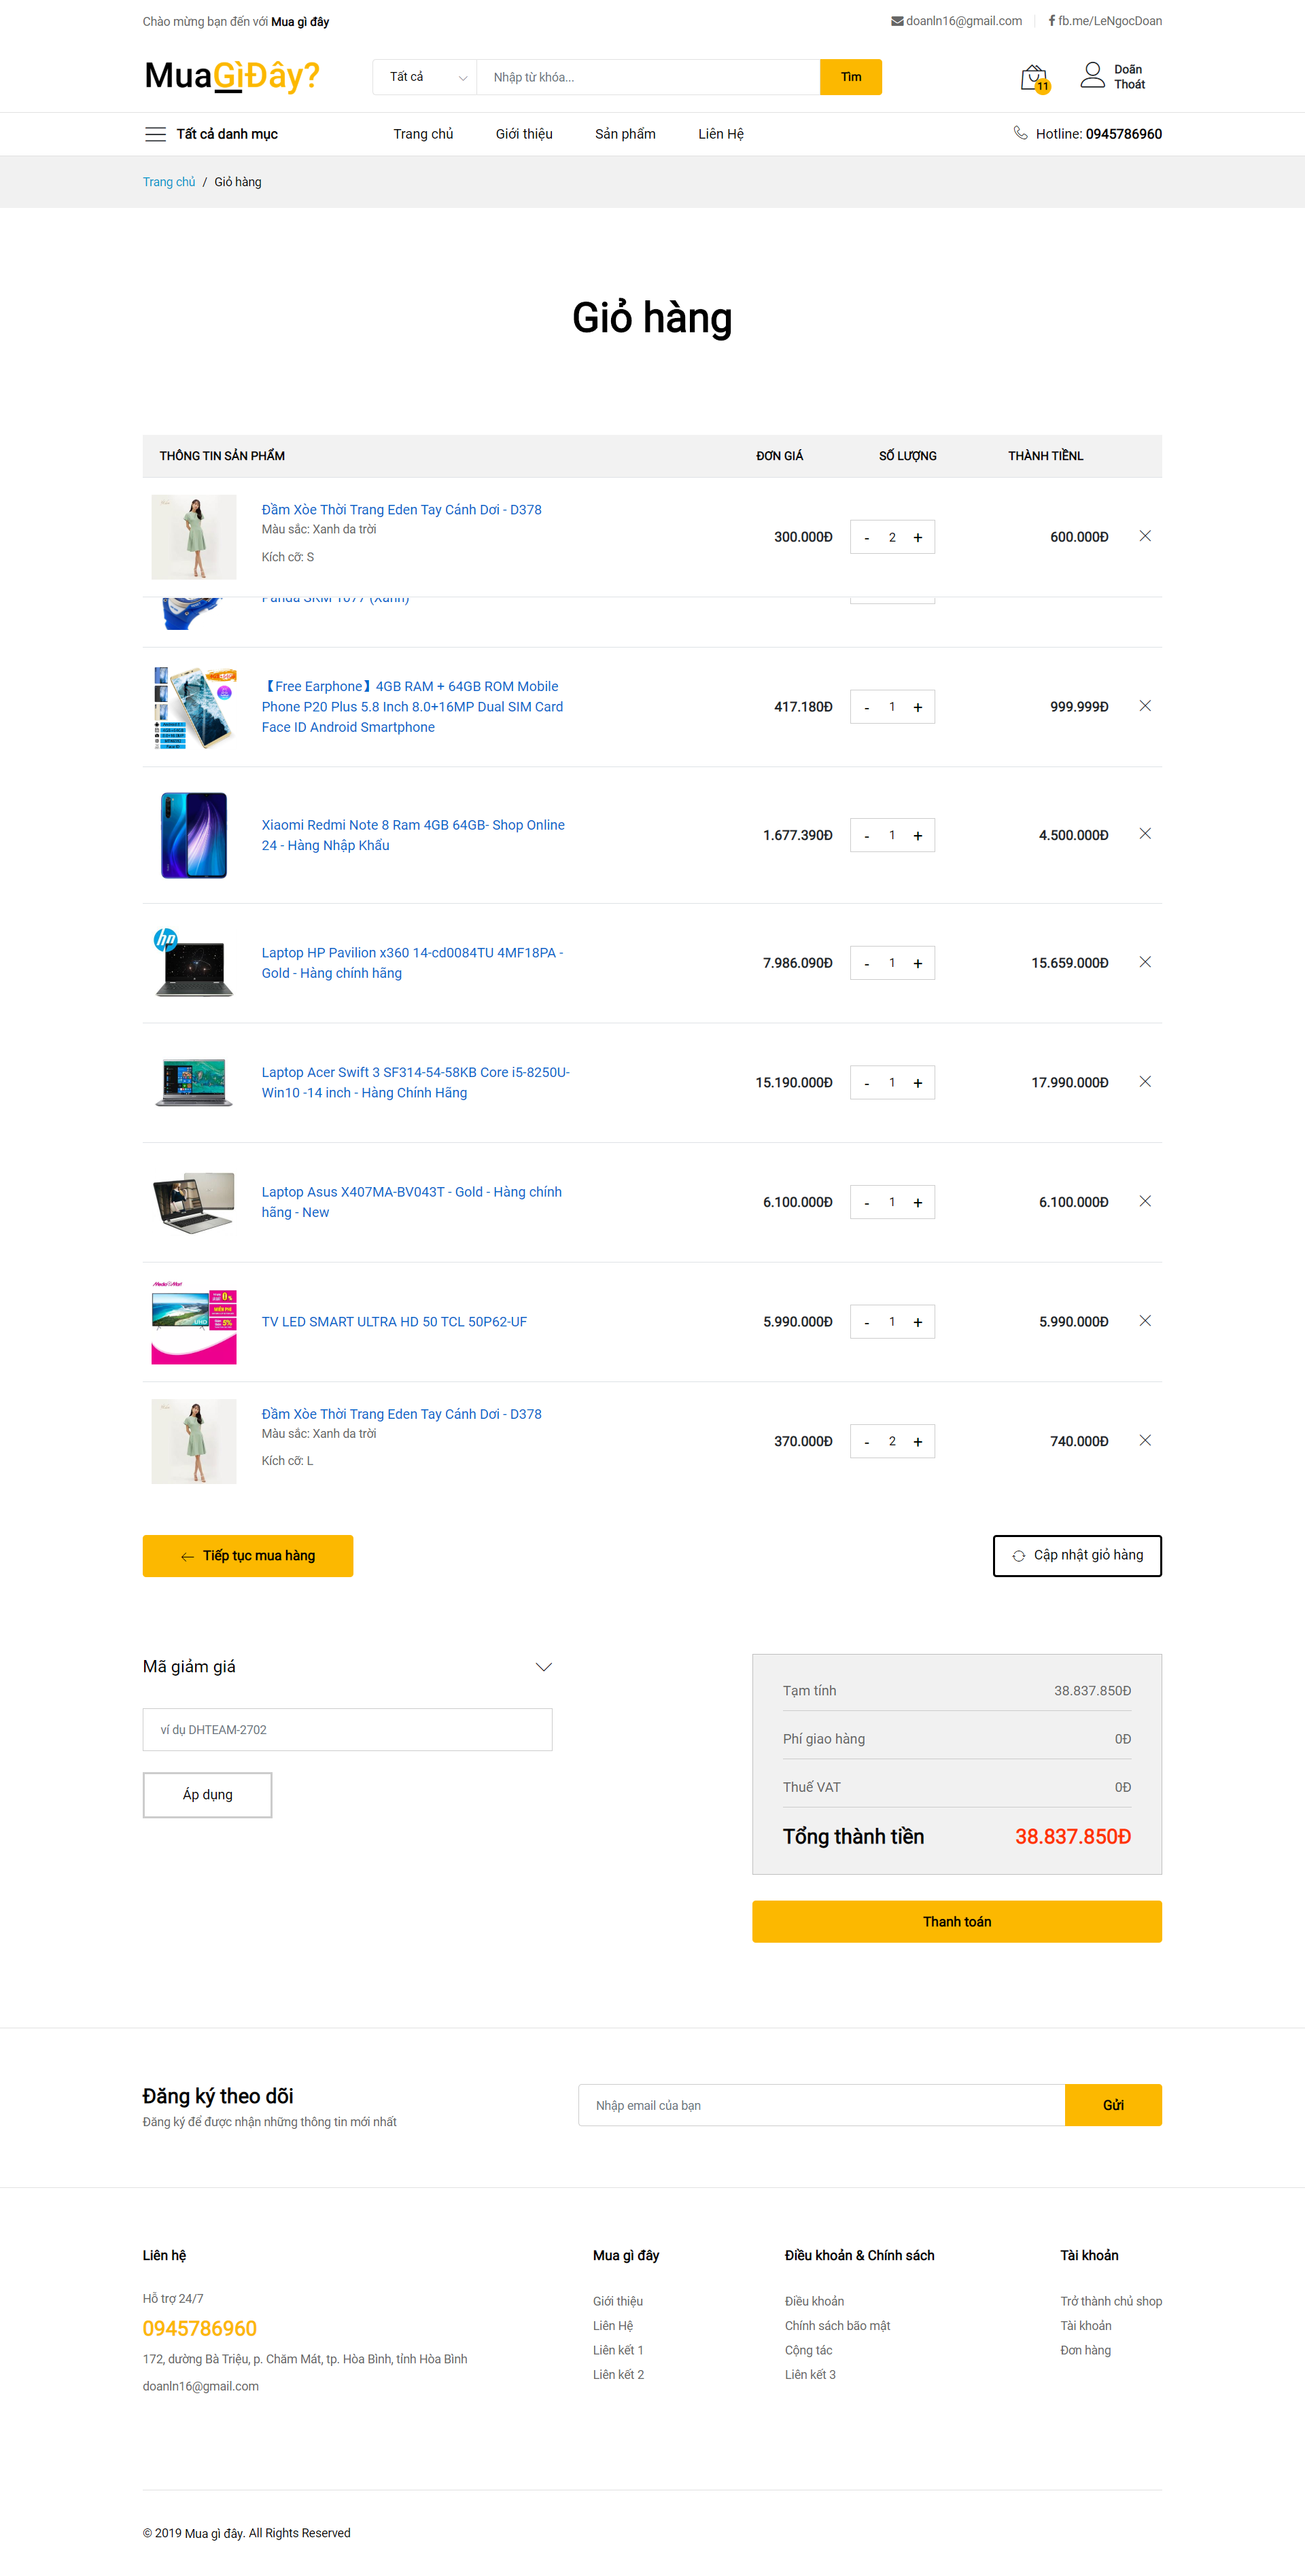 Chào mừng bạn đến với Mua gì đây
doanln16@gmail.com
fb.me/LeNgocDoan
MuaGìĐây?
Tất cả
Nhập từ khóa...
Tìm
11
Doãn
Thoát
Tất cả danh mục
Trang chủ
Giới thiệu
Sản phẩm
Liên Hệ
Hotline: 0945786960
Trang chủ / Giỏ hàng
Giỏ hàng
THÔNG TIN SẢN PHẨM
ĐƠN GIÁ
SỐ LƯỢNG
THÀNH TIỀNL
Đầm Xòe Thời Trang Eden Tay Cánh Dơi - D378
Màu sắc: Xanh da trời
Kích cỡ: S
300.000Đ
- 2 +
600.000Đ
Panda SKM 1677 (Xanh)
【Free Earphone】4GB RAM + 64GB ROM Mobile
Phone P20 Plus 5.8 Inch 8.0+16MP Dual SIM Card
Face ID Android Smartphone
417.180Đ
- 1 +
999.999Đ
Xiaomi Redmi Note 8 Ram 4GB 64GB- Shop Online
24 - Hàng Nhập Khẩu
1.677.390Đ
- 1 +
4.500.000Đ
hp
Laptop HP Pavilion x360 14-cd0084TU 4MF18PA -
Gold - Hàng chính hãng
7.986.090Đ
- 1 +
15.659.000Đ
Laptop Acer Swift 3 SF314-54-58KB Core i5-8250U-
Win10 -14 inch - Hàng Chính Hãng
15.190.000Đ
- 1 +
17.990.000Đ
Laptop Asus X407MA-BV043T - Gold - Hàng chính
hãng - New
6.100.000Đ
- 1 +
6.100.000Đ
TV LED SMART ULTRA HD 50 TCL 50P62-UF
5.990.000Đ
- 1 +
5.990.000Đ
Đầm Xòe Thời Trang Eden Tay Cánh Dơi - D378
Màu sắc: Xanh da trời
Kích cỡ: L
370.000Đ
- 2 +
740.000Đ
Tiếp tục mua hàng
Cập nhật giỏ hàng
Mã giảm giá
ví dụ DHTEAM-2702
Áp dụng
Tạm tính 38.837.850Đ
Phí giao hàng 0Đ
Thuế VAT 0Đ
Tổng thành tiền 38.837.850Đ
Thanh toán
Đăng ký theo dõi
Đăng ký để được nhận những thông tin mới nhất
Nhập email của bạn
Gửi
Liên hệ
Hỗ trợ 24/7
0945786960
172, dường Bà Triệu, p. Chăm Mát, tp. Hòa Bình, tỉnh Hòa Bình
doanln16@gmail.com
Mua gì đây
Giới thiệu
Liên Hệ
Liên kết 1
Liên kết 2
Điều khoản & Chính sách
Điều khoản
Chính sách bão mật
Cộng tác
Liên kết 3
Tài khoản
Trở thành chủ shop
Tài khoản
Đơn hàng
© 2019 Mua gì đây. All Rights Reserved